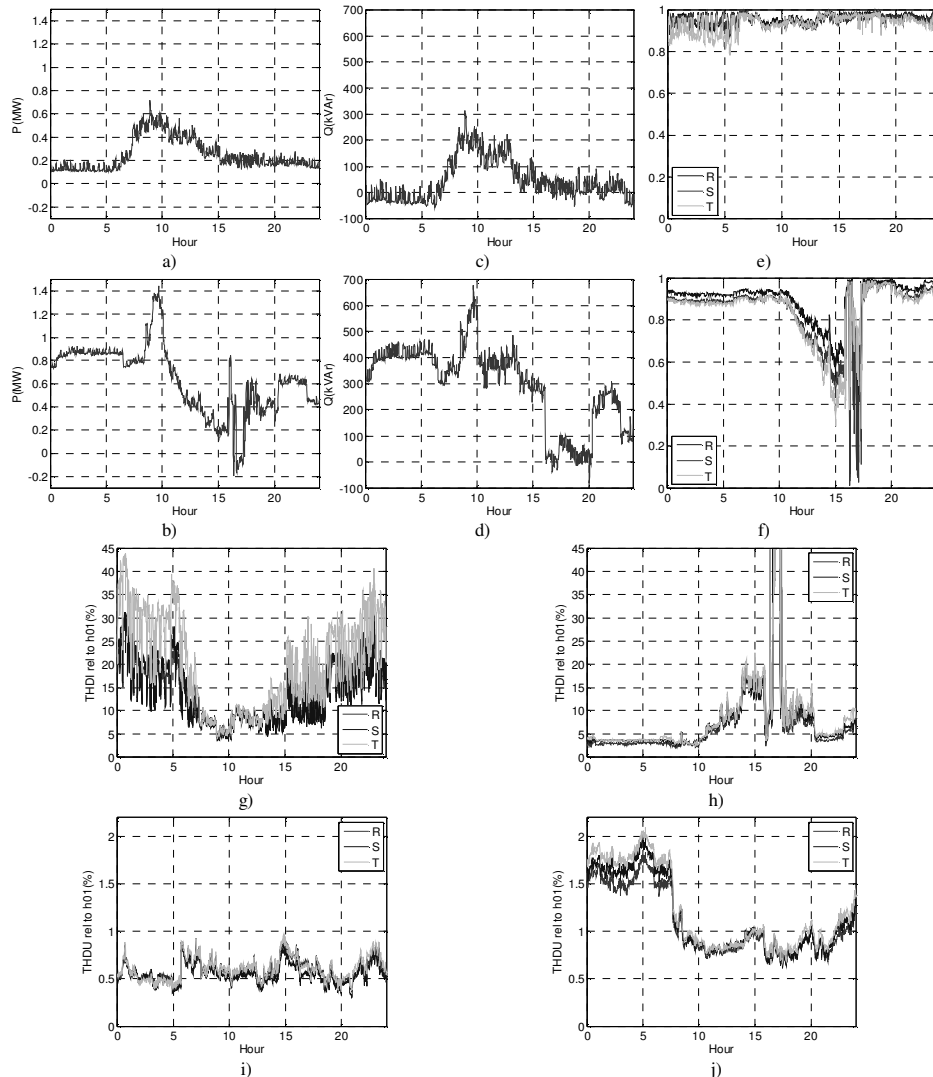 1.4
1.2
1
0.8
0.6
0.4
0.2
0
-0.2
P (MW)
0 5 10 15 20
Hour
a)
700
600
500
400
300
200
100
0
-100
Q(kVAr)
0 5 10 15 20
Hour
c)
1
0.8
0.6
0.4
0.2
0
R
S
T
0 5 10 15 20
Hour
e)
1.4
1.2
1
0.8
0.6
0.4
0.2
0
-0.2
P(MW)
0 5 10 15 20
Hour
b)
700
600
500
400
300
200
100
0
-100
Q(kVAr)
0 5 10 15 20
Hour
d)
1
0.8
0.6
0.4
0.2
0
R
S
T
0 5 10 15 20
Hour
f)
45
40
35
30
25
20
15
10
5
0
THDI rel to h01(%)
R
S
T
0 5 10 15 20
Hour
g)
45
40
35
30
25
20
15
10
5
0
THDI rel to h01(%)
R
S
T
0 5 10 15 20
Hour
h)
2
1.5
1
0.5
0
THDU rel to h01(%)
R
S
T
0 5 10 15 20
Hour
i)
2
1.5
1
0.5
0
THDU rel to h01(%)
R
S
T
0 5 10 15 20
Hour
j)